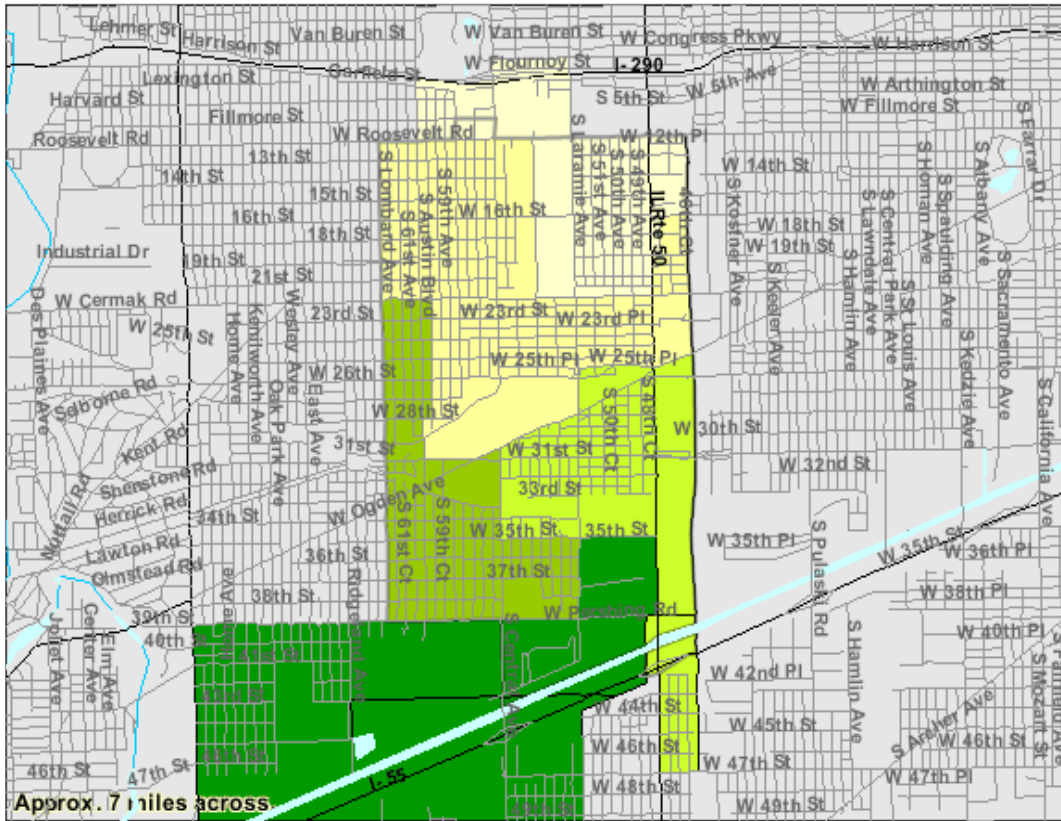 Lehmer St
Harrison St
Van Buren St
W Van Buren St
W Congress Pkwy
W Harrison St
W Flournoy St
I- 290
Garfield St
Lexington St
W 5th Ave
W Arthington St
Harvard St
S 5th St
W Fillmore St
Fillmore St
Roosevelt Rd
W Roosevelt Rd
W 12th Pl
S Farrar Dr
13th St
14th St
W 14th St
15th St
16th St
W 16th St
18th St
W 18th St
W 19th St
19th St
Industrial Dr
21st St
S Lombard Ave
S 61st Ave
S Austin Blvd
S 59th Ave
S Laramie Ave
S 51st Ave
S 50th Ave
S 49th Ave
ILRte 50
46th Ct
S Kostner Ave
S Keeler Ave
S Hamlin Ave
S Lawndale Ave
S Central Park Ave
S St Louis Ave
S Homan Ave
S Spaulding Ave
S Albany Ave
S Sacramento Ave
S Kedzie Ave
S California Ave
Des Plaines Ave
W Cermak Rd
W 25th St
Home Ave
Kenilworth Ave
Wesley Ave
Oak Park Ave
East Ave
23rd St
W 23rd St
W 23rd Pl
W 25th Pl
W 25th Pl
W 26th St
Selborne Rd
W 28th St
S 50th Ct
S 48th Ct
W 30th St
31st St
W 31st St
Kent Rd
W 32nd St
Shenstone Rd
33rd St
Nuttall Rd
Herrick Rd
34th St
W Ogden Ave
S 61st Ct
S 59th Ct
W 35th St
35th St
W 35th Pl
S Pulaski Rd
W 35th St
W 36th Pl
Lawton Rd
Olmstead Rd
36th St
37th St
38th St
W 38th Pl
Ridgeland Ave
39th St
W Pershing Rd
40th St
W 40th Pl
Joliet Ave
Center Ave
Elm Ave
41st St
S Central Ave
W 42nd Pl
S Hamlin Ave
43rd St
W 44th St
W 45th St
S Archer Ave
S Mozart St
W 46th St
W 46th St
46th St
47th St
W 47th St
W 47th Pl
I- 55
W 48th St
W 49th St
Approx. 7 miles across.